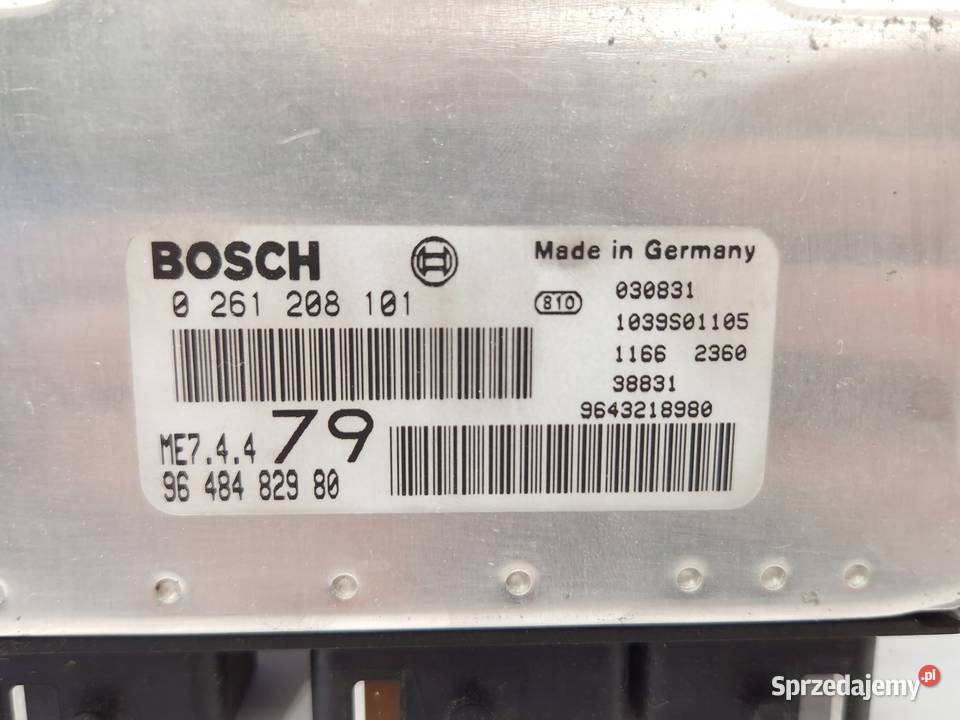 BOSCH
Made in Germany
0 261 208 101
810
030831
1039S01105
1166 2360
38831
9643218980
ME7.4.4 79
96 484 829 80
Sprzedajemy.pl